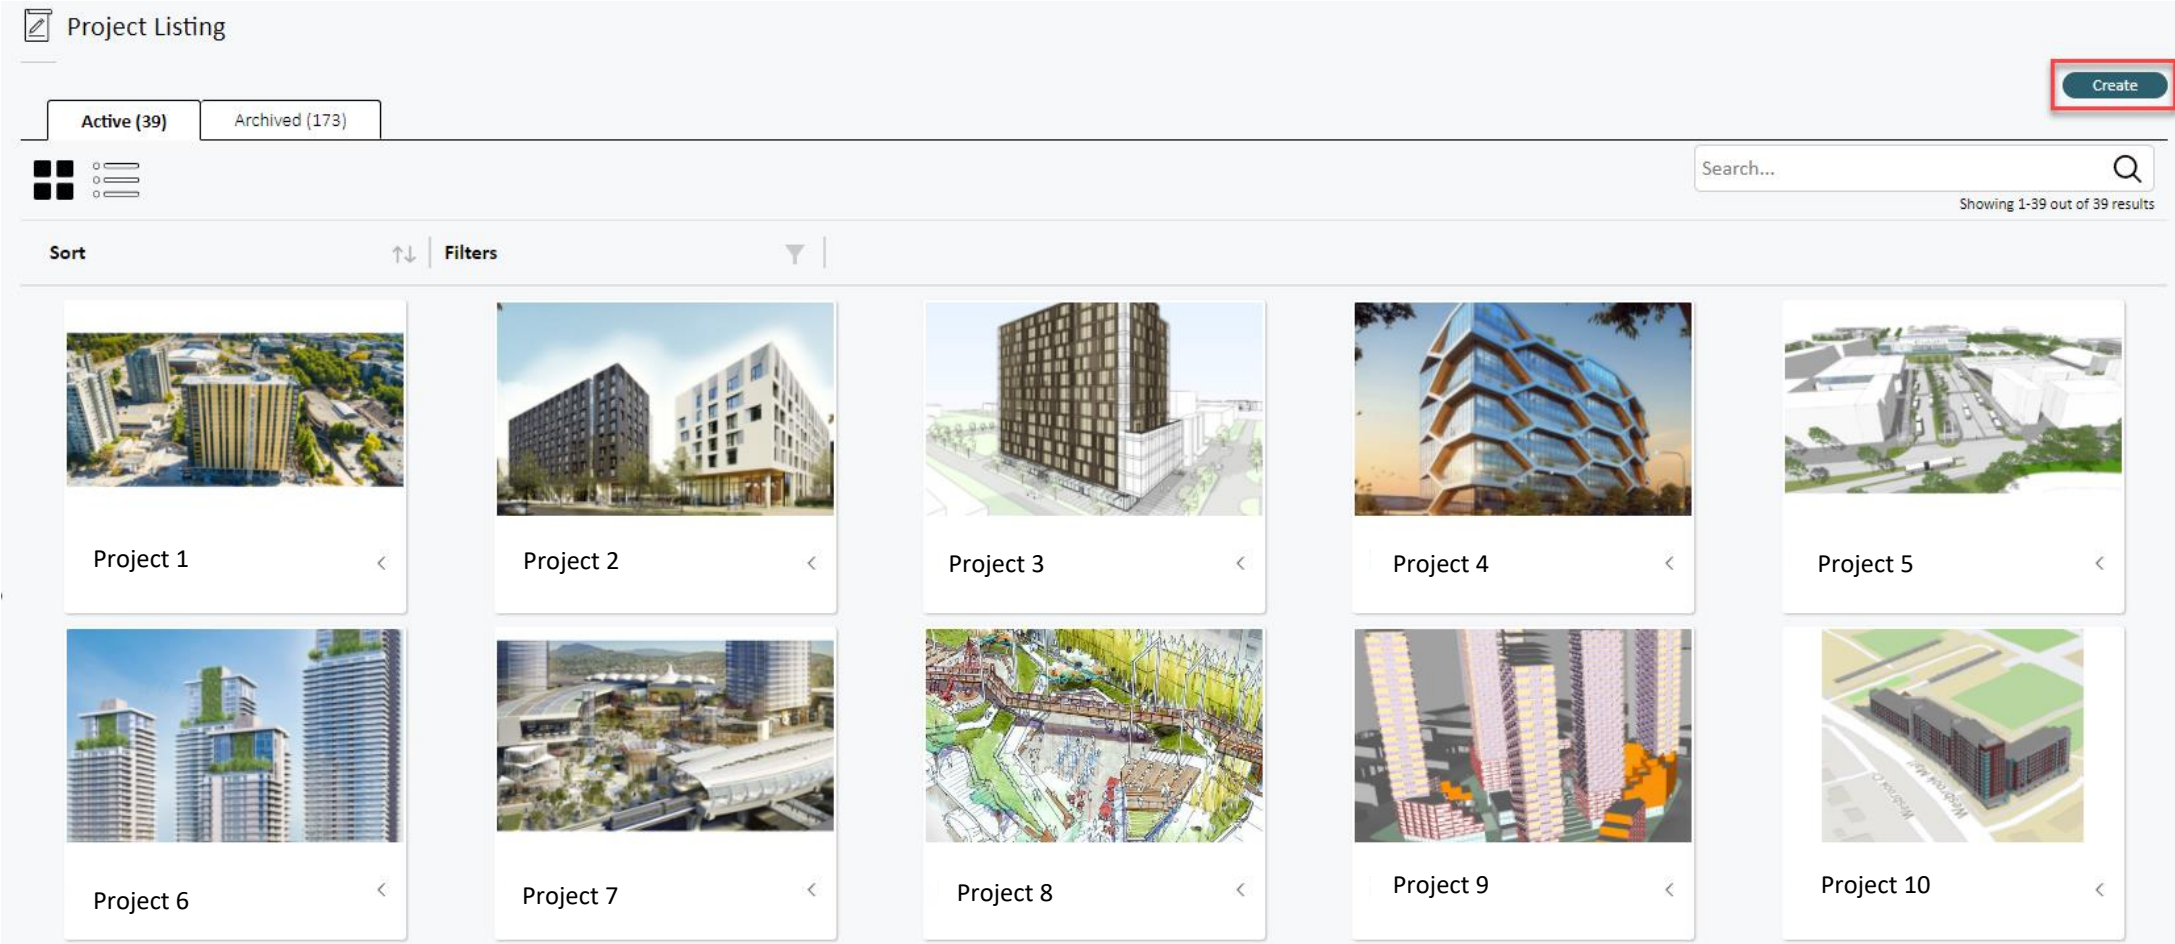 Project Listing
Create
Active (39)
Archived (173)
Search...
Showing 1-39 out of 39 results
Sort
Filters
Project 1
Project 2
Project 3
Project 4
Project 5
Project 6
Project 7
Project 8
Project 9
Project 10